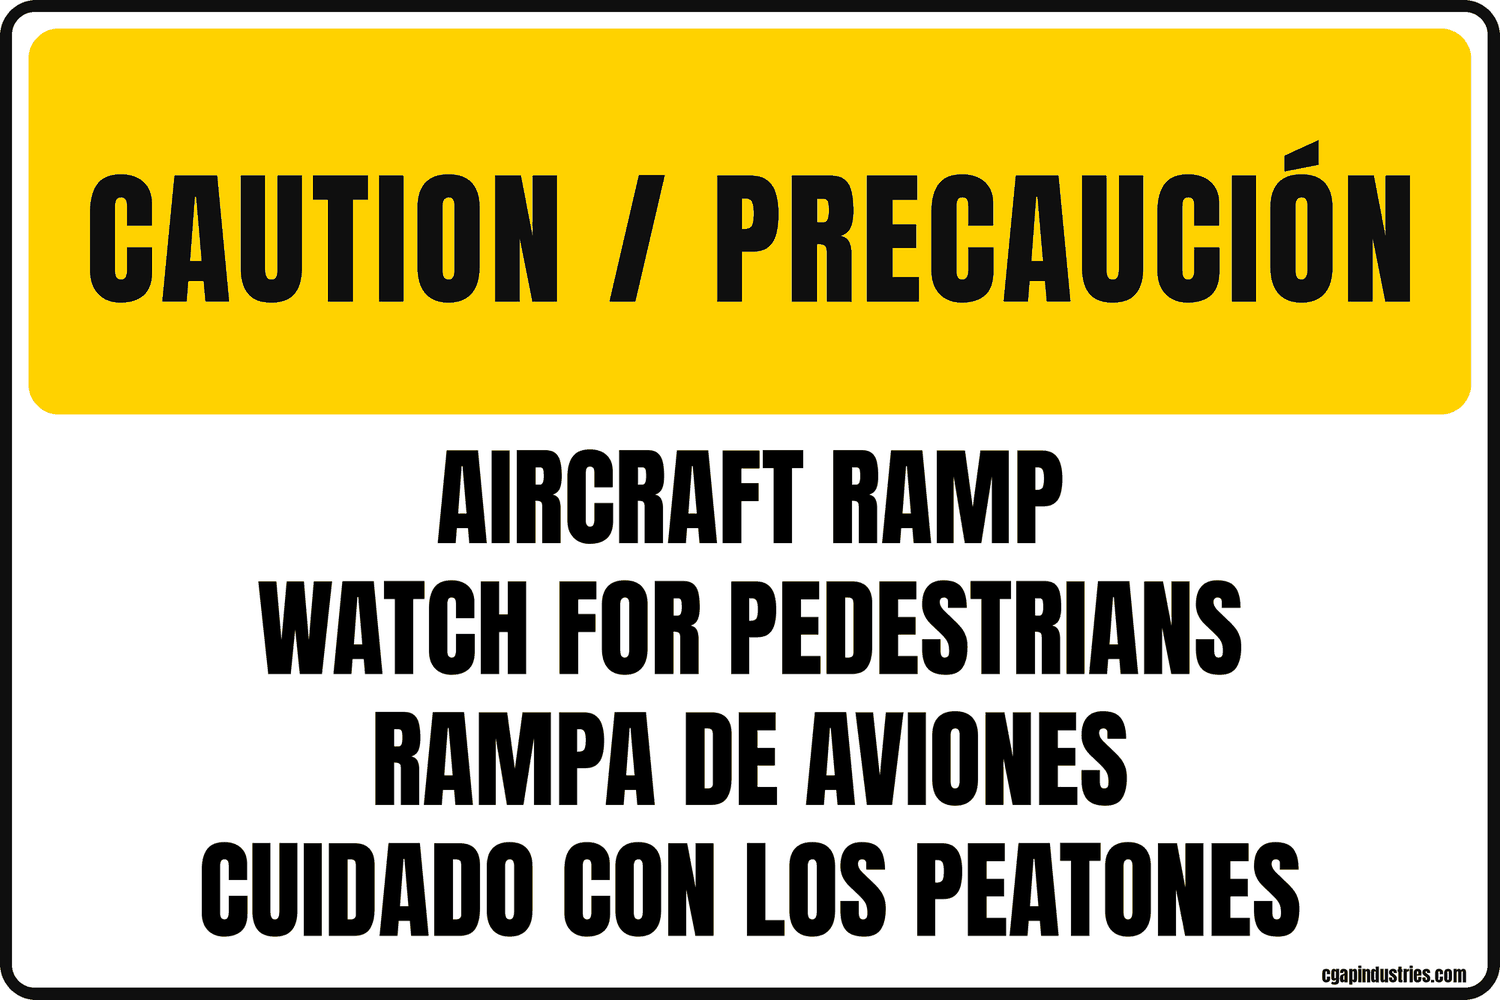 CAUTION / PRECAUCIÓN
AIRCRAFT RAMP
WATCH FOR PEDESTRIANS
RAMPA DE AVIONES
CUIDADO CON LOS PEATONES
cgapindustries.com